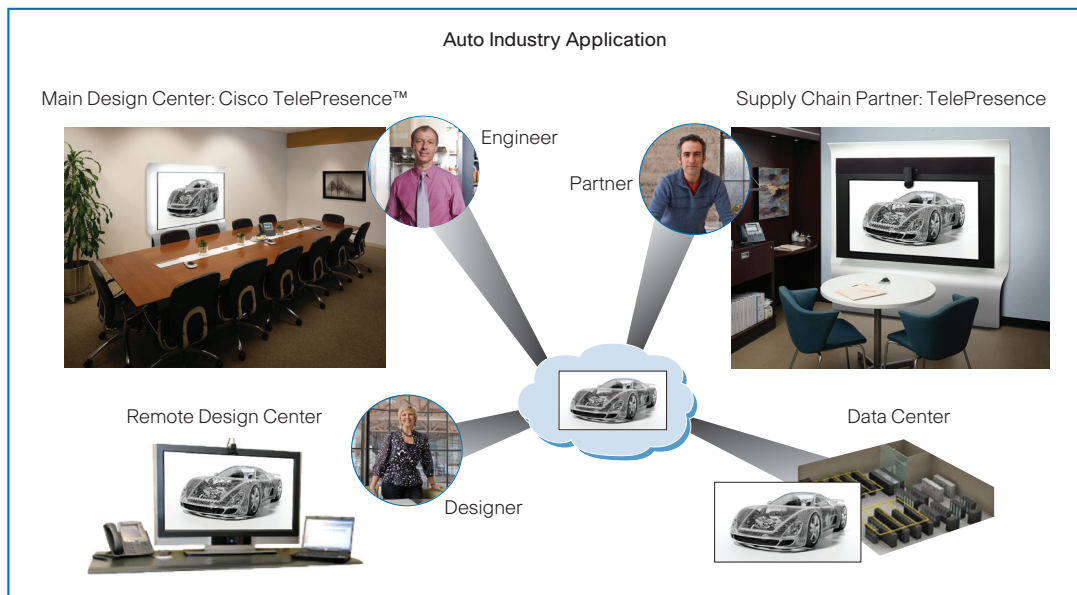 Auto Industry Application
Main Design Center: Cisco TelePresence™
Supply Chain Partner: TelePresence
Engineer
Partner
Remote Design Center
Data Center
Designer